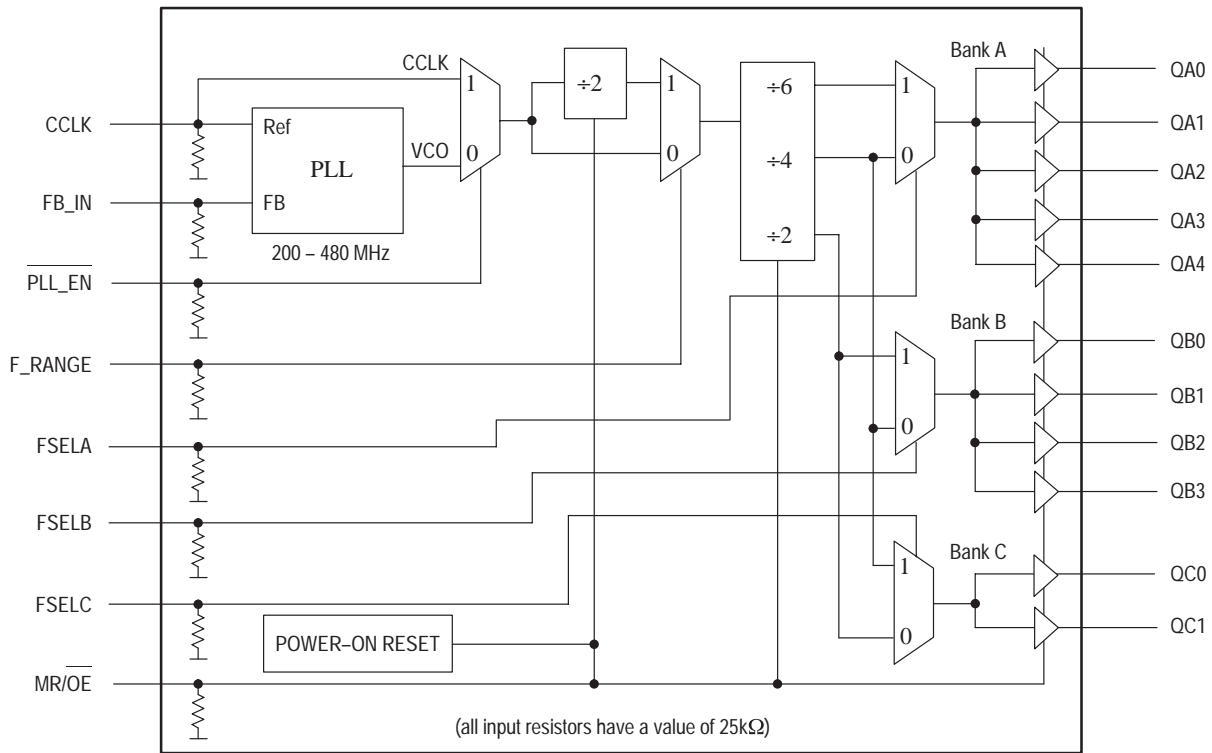 CCLK
FB_IN
PLL_EN
F_RANGE
FSELA
FSELB
FSELC
MR/OE
Ref
PLL
FB
200 – 480 MHz
CCLK
VCO
1
0
÷2
1
0
÷6
÷4
÷2
1
0
Bank A
QA0
QA1
QA2
QA3
QA4
1
0
Bank B
QB0
QB1
QB2
QB3
1
0
Bank C
QC0
QC1
POWER–ON RESET
(all input resistors have a value of 25kΩ)